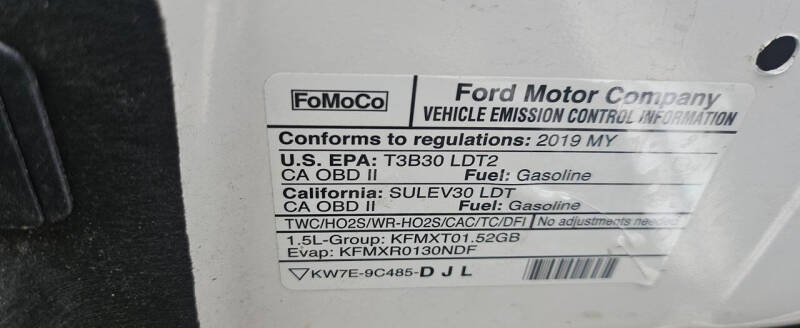 FoMoCo
Ford Motor Company
VEHICLE EMISSION CONTROL INFORMATION
Conforms to regulations: 2019 MY
U.S. EPA: T3B30 LDT2
CA OBD II Fuel: Gasoline
California: SULEV30 LDT
CA OBD II Fuel: Gasoline
TWC/HO2S/WR-HO2S/CAC/TC/DFI No adjustments needed
1.5L-Group: KFMXT01.52GB
Evap: KFMXR0130NDF
KW7E-9C485-D J L